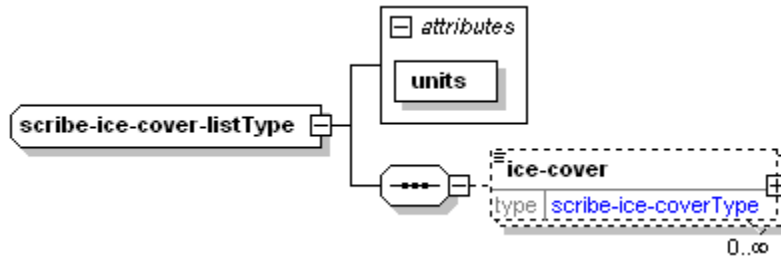 attributes
units
scribe-ice-cover-listType
ice-cover
type scribe-ice-coverType
0..∞